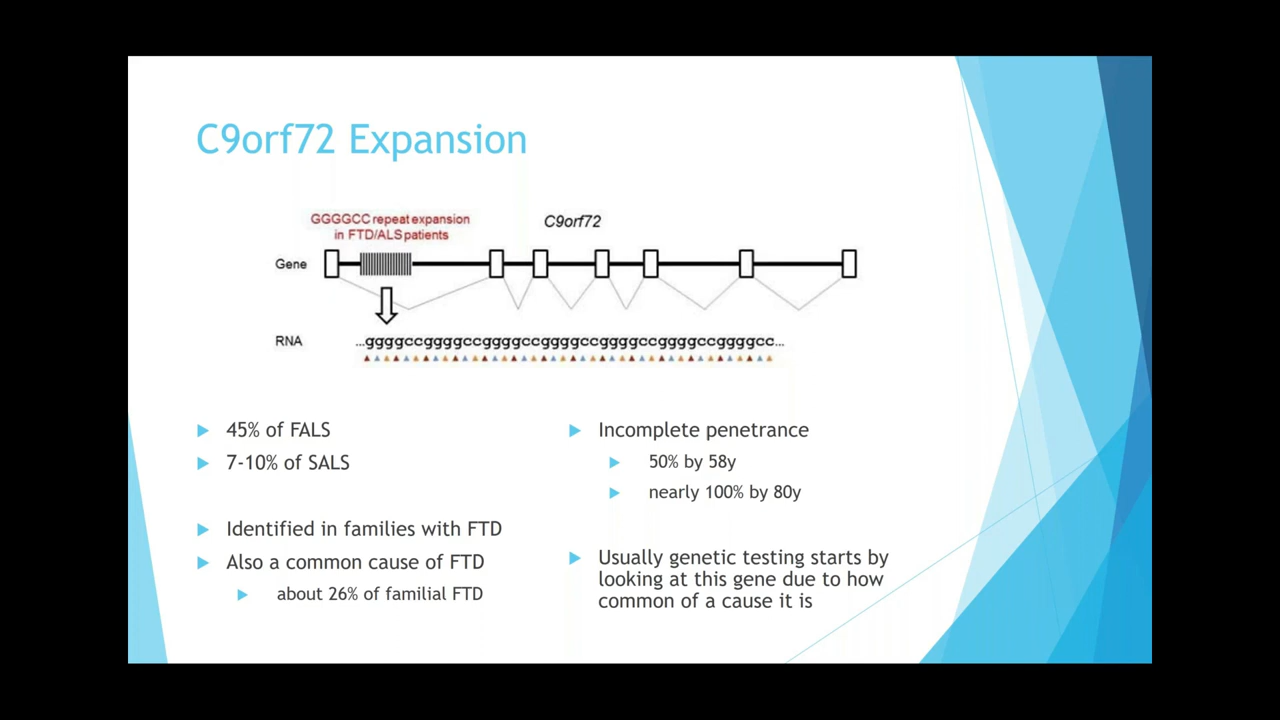 C9orf72 Expansion
GGGGCC repeat expansion
in FTD/ALS patients
C9orf72
Gene
RNA
...ggggccggggccggggccggggccggggccggggccggggcc...
45% of FALS
7-10% of SALS
Identified in families with FTD
Also a common cause of FTD
about 26% of familial FTD
Incomplete penetrance
50% by 58y
nearly 100% by 80y
Usually genetic testing starts by
looking at this gene due to how
common of a cause it is